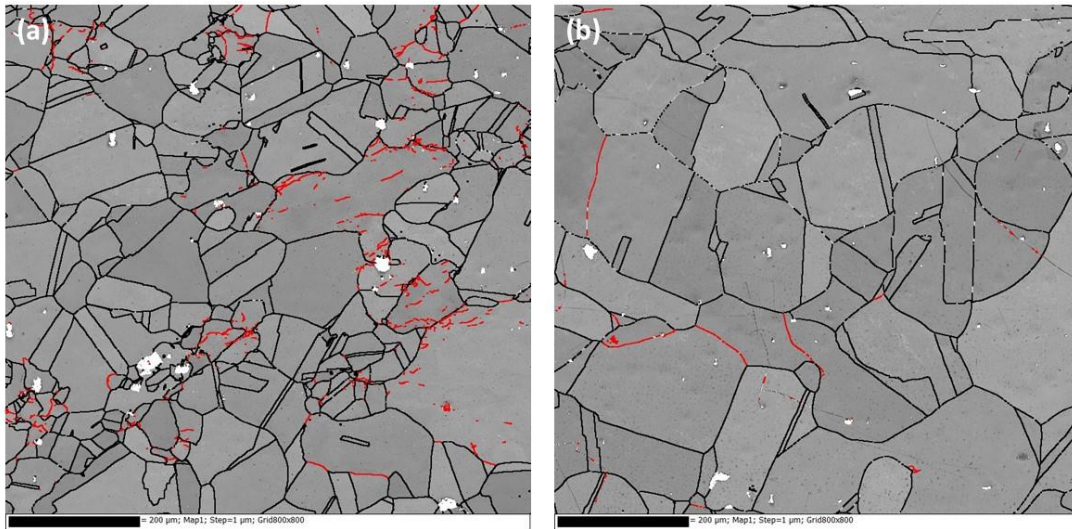 (a)
(b)
= 200 µm; Map1; Step=1 µm; Grid800x800
= 200 µm; Map1; Step=1 µm; Grid800x800